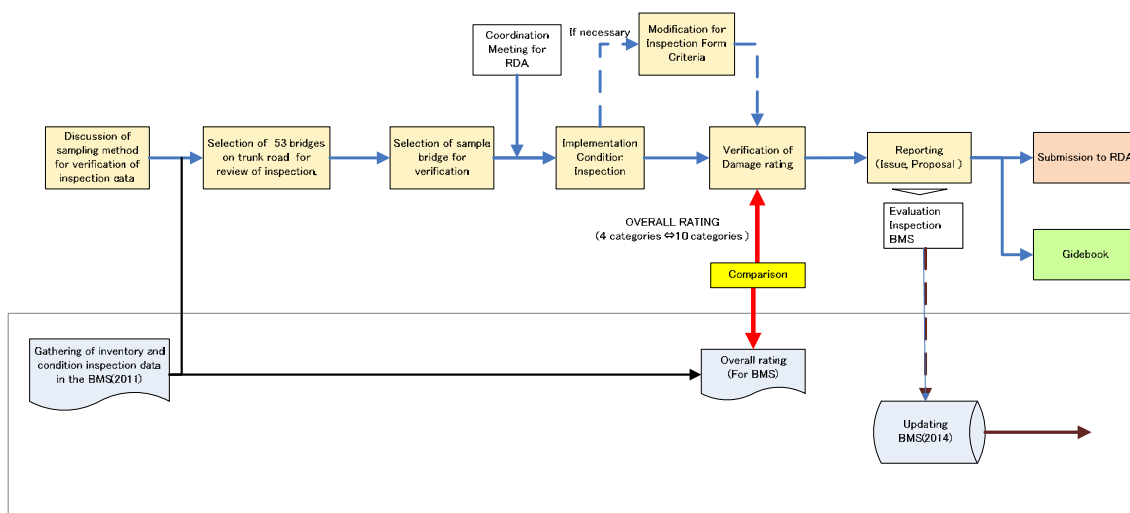 Coordination
Meeting for
RDA
If necessary
Modification for
Inspection Form
Criteria
Discussion of
sampling method
for verification of
inspection data
Selection of 53 bridges
on trunk road for
review of inspection.
Selection of sample
bridge for
verification
Implementation
Condition:
Inspection
Verification of
Damage rating
Reporting
(Issue, Proposal )
Submission to RDA
Evaluation
Inspection
BMS
Gidebook
OVERALL RATING
(4 categories ⇔10 categories )
Comparison
Gathering of inventory and
condition inspection data
in the BMS(2011)
Overall rating
(For BMS)
Updating
BMS(2014)